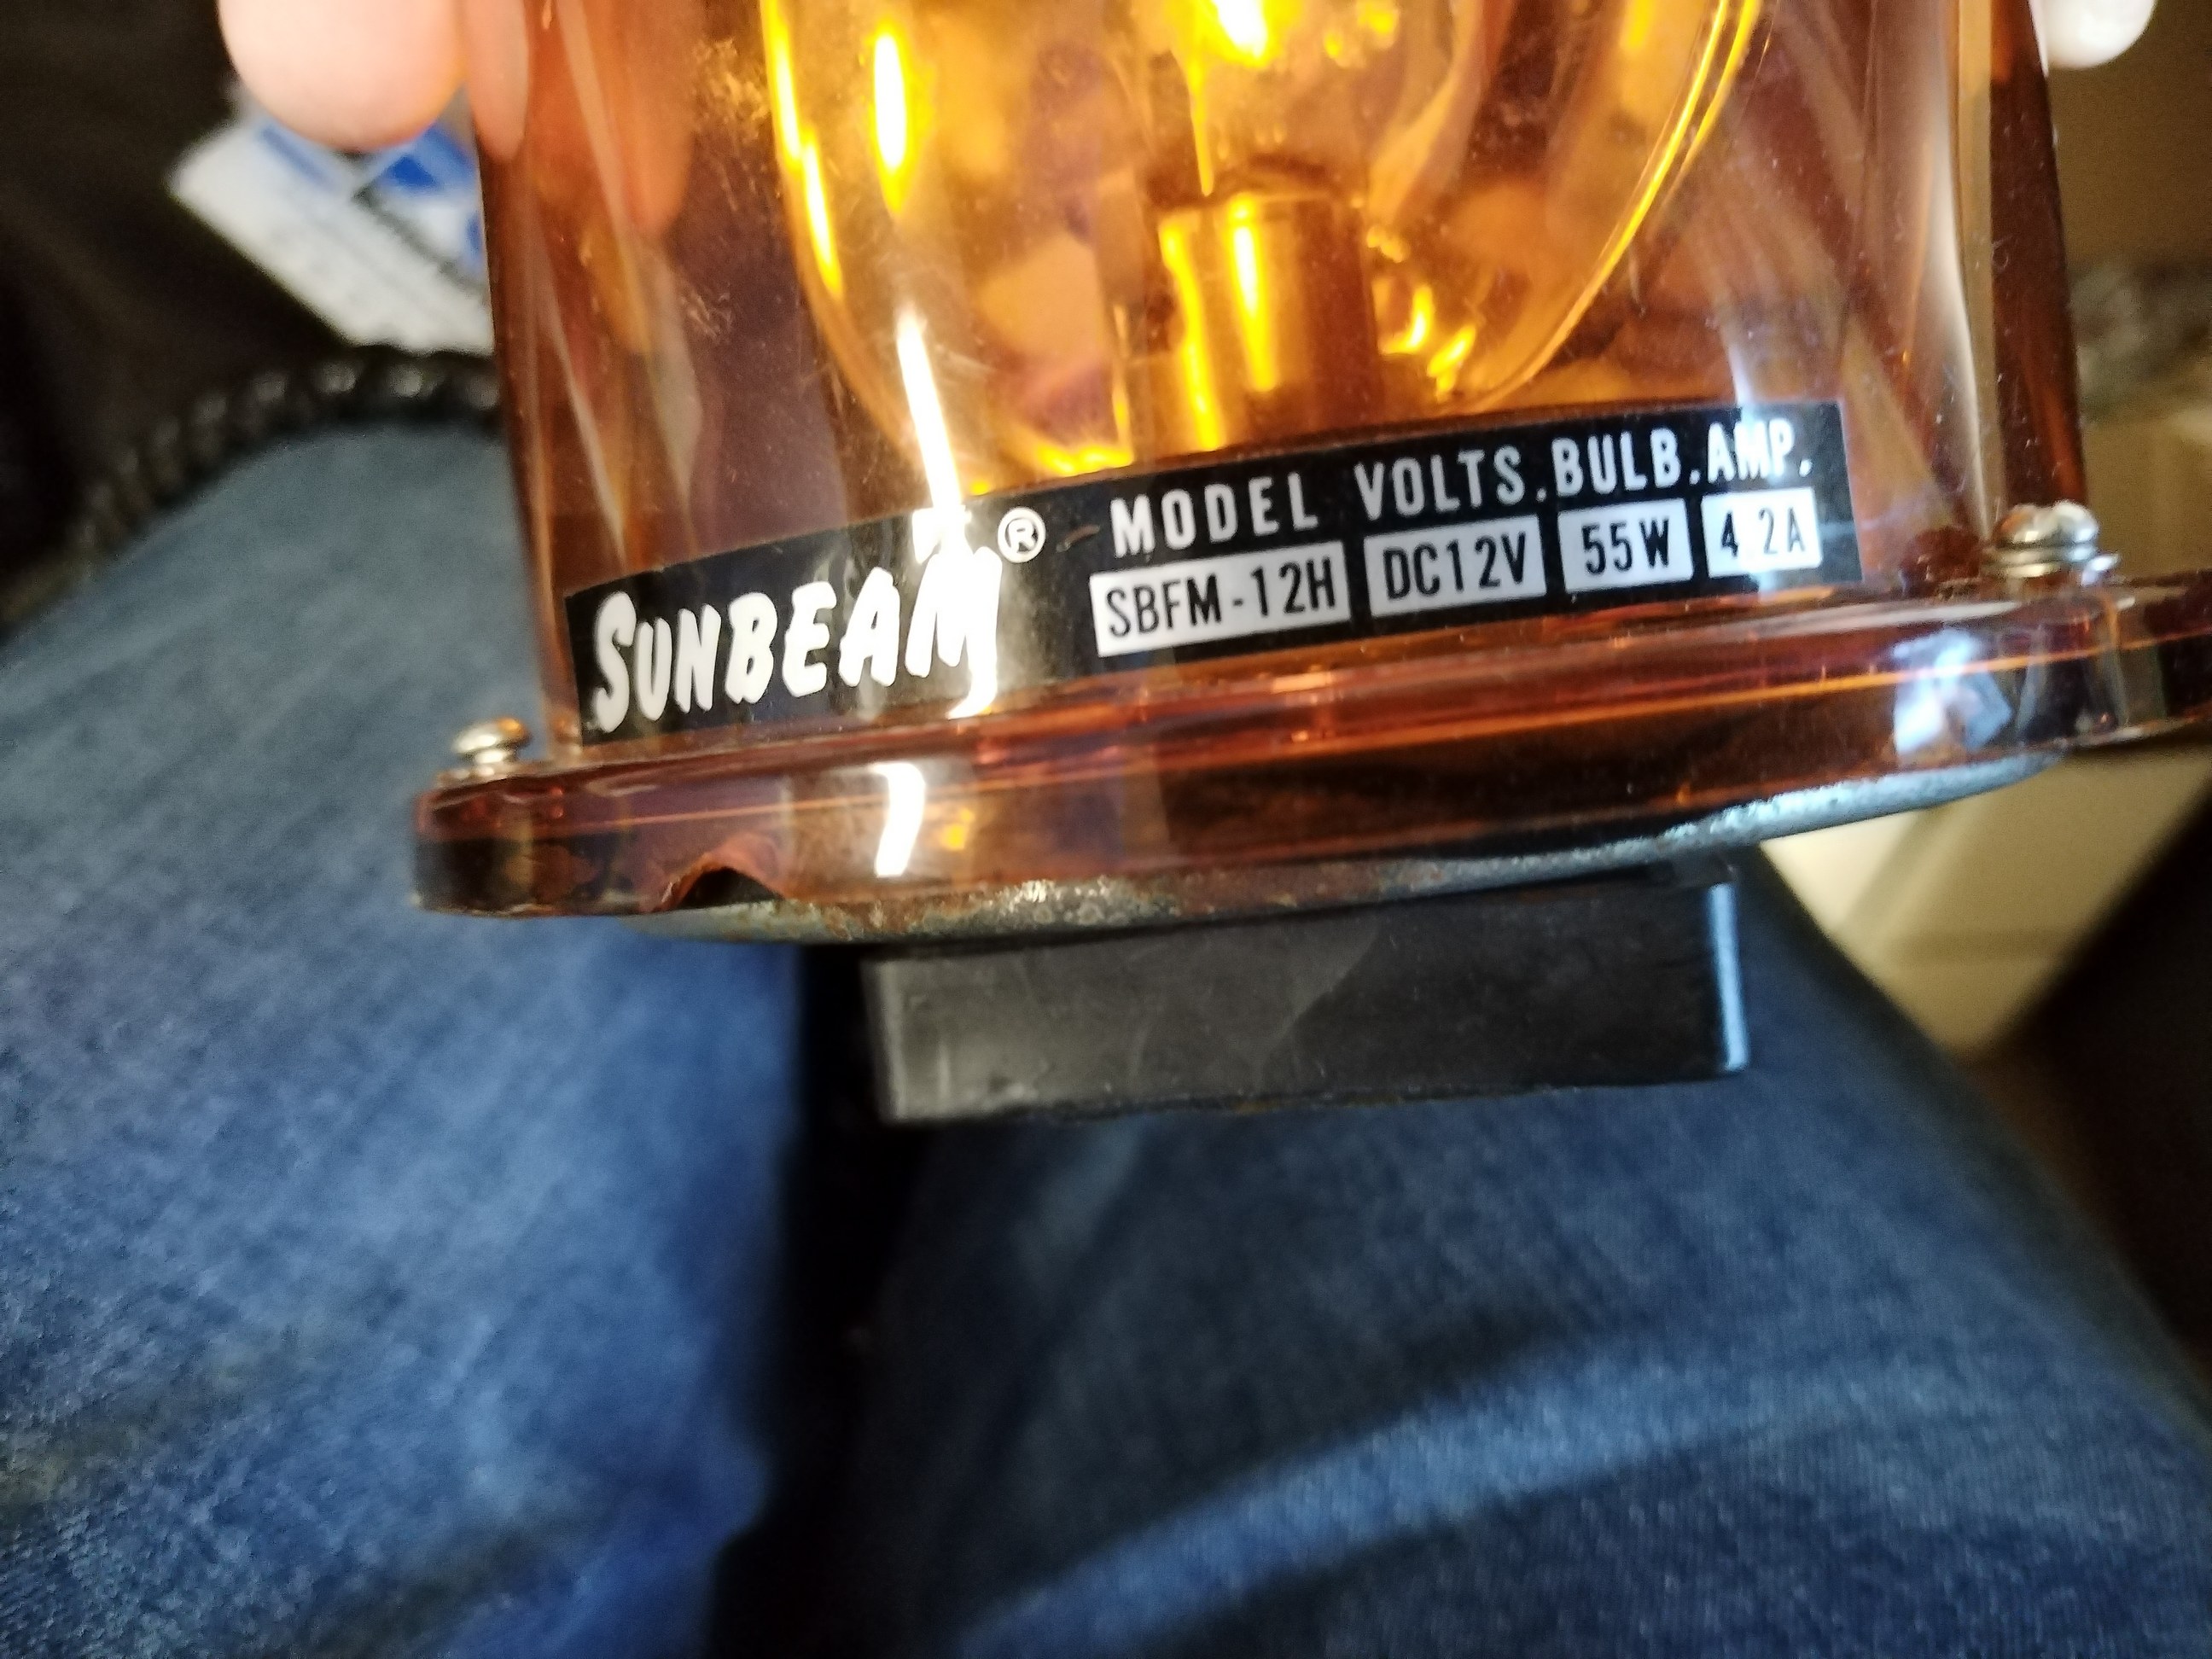 SUNBEAM ®
MODEL VOLTS. BULB. AMP.
SBFM-12H DC12V 55W 4.2A